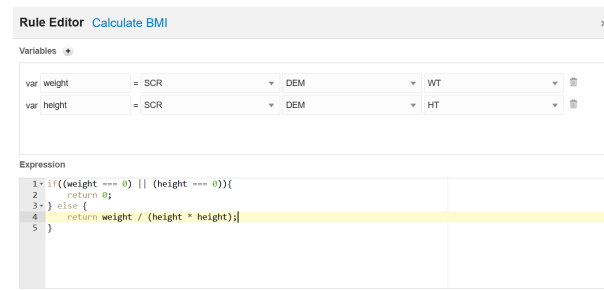 Rule Editor Calculate BMI
Variables +
var weight = SCR DEM WT
var height = SCR DEM HT
Expression
1 if((weight === 0) || (height === 0)){
2 return 0;
3 } else {
4 return weight / (height * height);
5 }